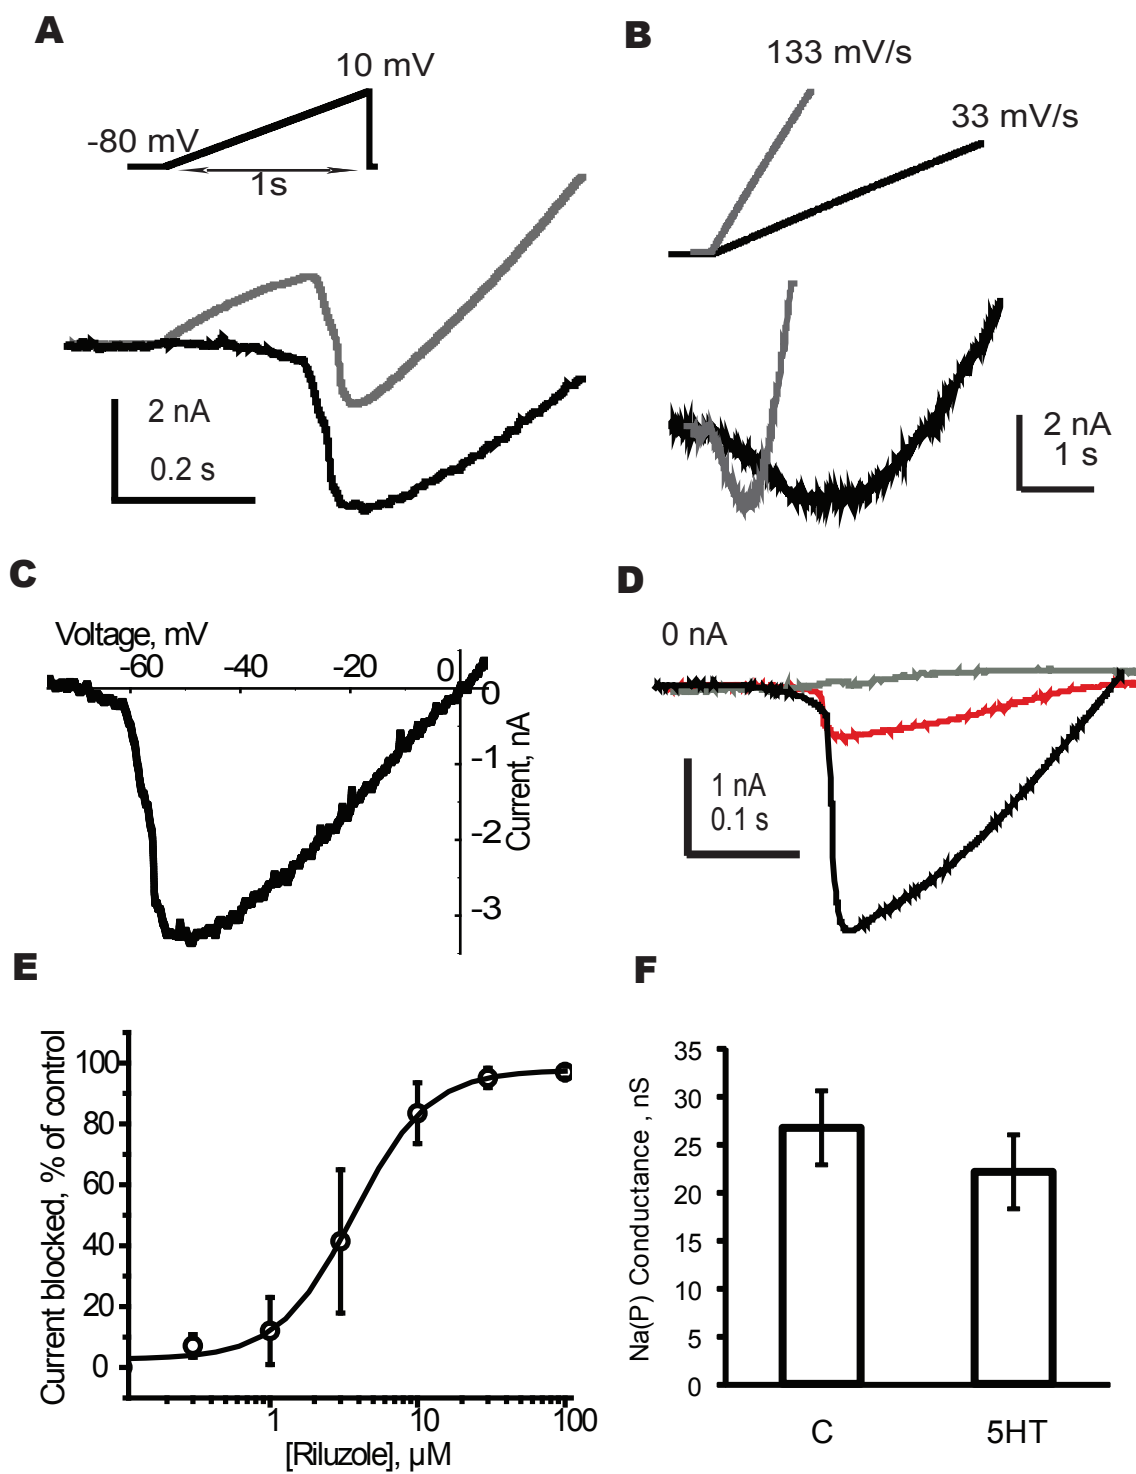 A
10 mV
-80 mV
1s
2 nA
0.2 s
B
133 mV/s
33 mV/s
2 nA
1 s
C
Voltage, mV
-60
-40
-20
0
0
-1
-2
-3
Current, nA
D
0 nA
1 nA
0.1 s
E
Current blocked, % of control
100
80
60
40
20
0
1
10
100
[Riluzole], µM
F
Na(P) Conductance , nS
35
30
25
20
15
10
5
0
C
5HT